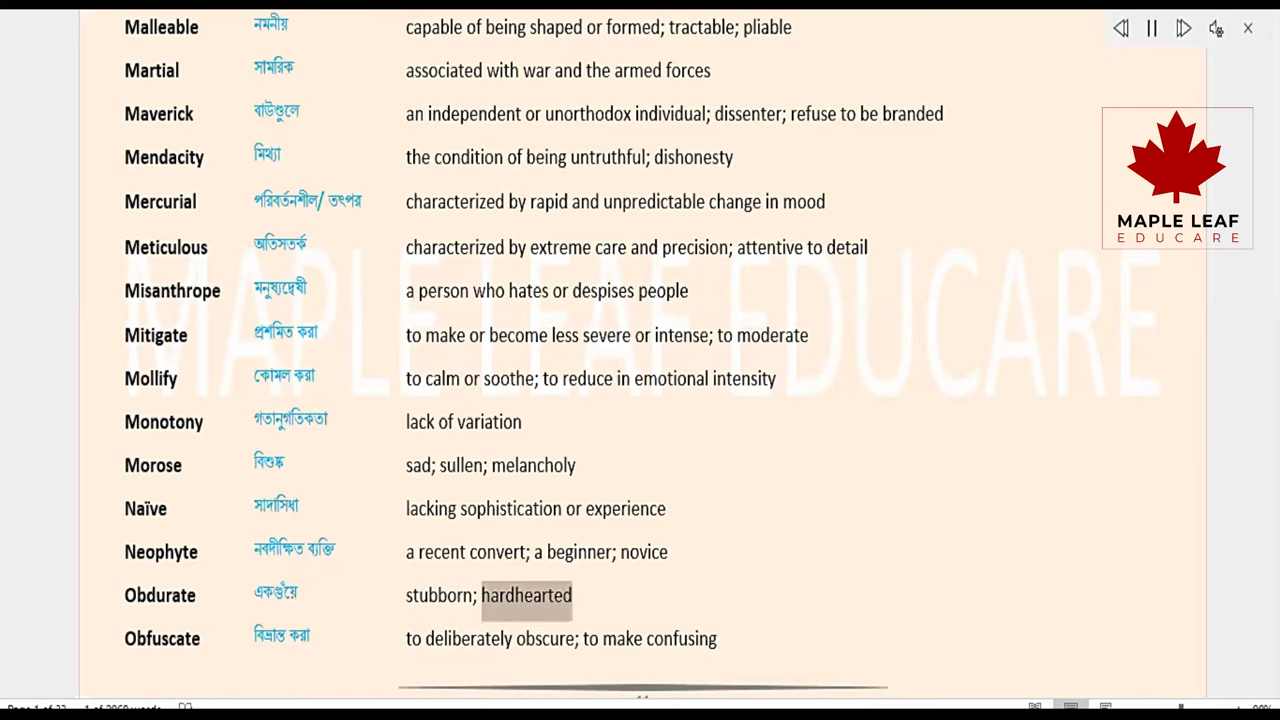 Malleable নমনীয় capable of being shaped or formed; tractable; pliable
Martial সামরিক associated with war and the armed forces
Maverick বাউণ্ডুলে an independent or unorthodox individual; dissenter; refuse to be branded
Mendacity মিথ্যা the condition of being untruthful; dishonesty
Mercurial পরিবর্তনশীল/ তৎপর characterized by rapid and unpredictable change in mood
Meticulous অতিসতর্ক characterized by extreme care and precision; attentive to detail
Misanthrope মনুষ্যদ্বেষী a person who hates or despises people
Mitigate প্রশমিত করা to make or become less severe or intense; to moderate
Mollify কোমল করা to calm or soothe; to reduce in emotional intensity
Monotony গতানুগতিকতা lack of variation
Morose বিশুষ্ক sad; sullen; melancholy
Naïve সাদাসিধা lacking sophistication or experience
Neophyte নবদীক্ষিত ব্যক্তি a recent convert; a beginner; novice
Obdurate একগুঁয়ে stubborn; hardhearted
Obfuscate বিভ্রান্ত করা to deliberately obscure; to make confusing
MAPLE LEAF
EDUCARE
MAPLE LEAF EDUCARE